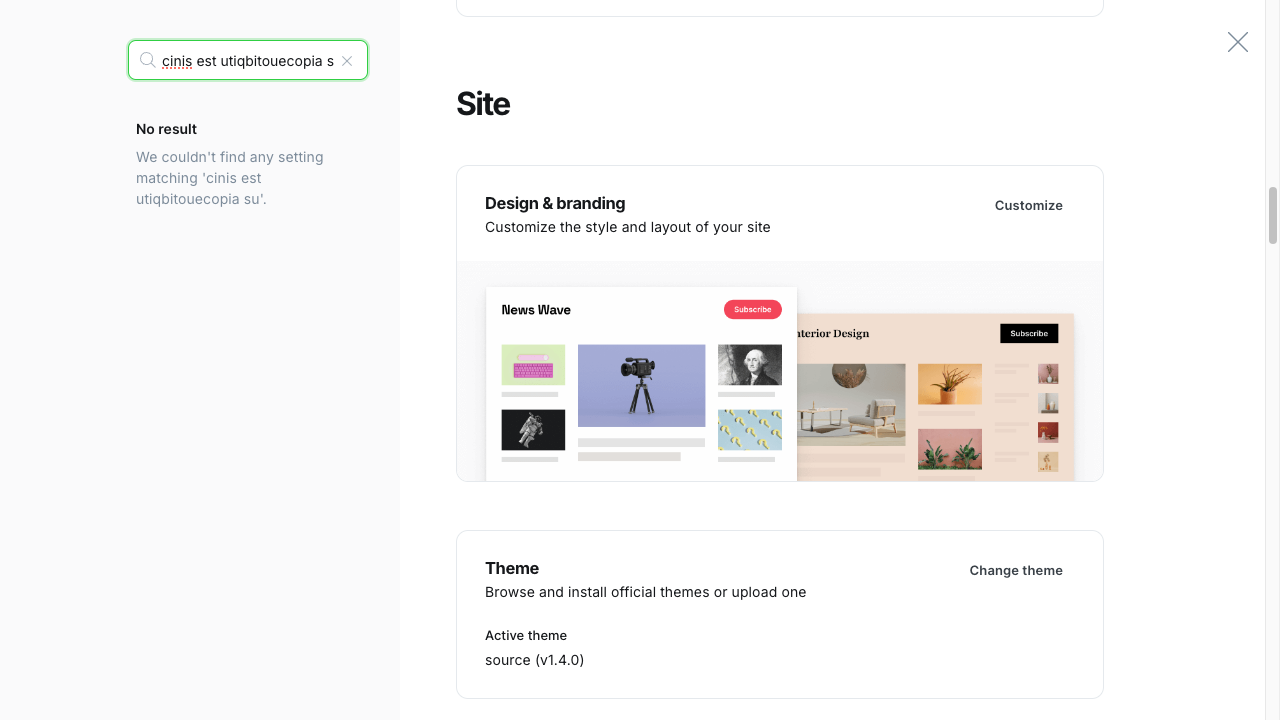 cinis est utiqbitouecopia s
No result
We couldn't find any setting
matching 'cinis est
utiqbitouecopia su'.
Site
Design & branding
Customize the style and layout of your site
Customize
News Wave
Subscribe
nterior Design
Subscribe
Theme
Browse and install official themes or upload one
Change theme
Active theme
source (v1.4.0)